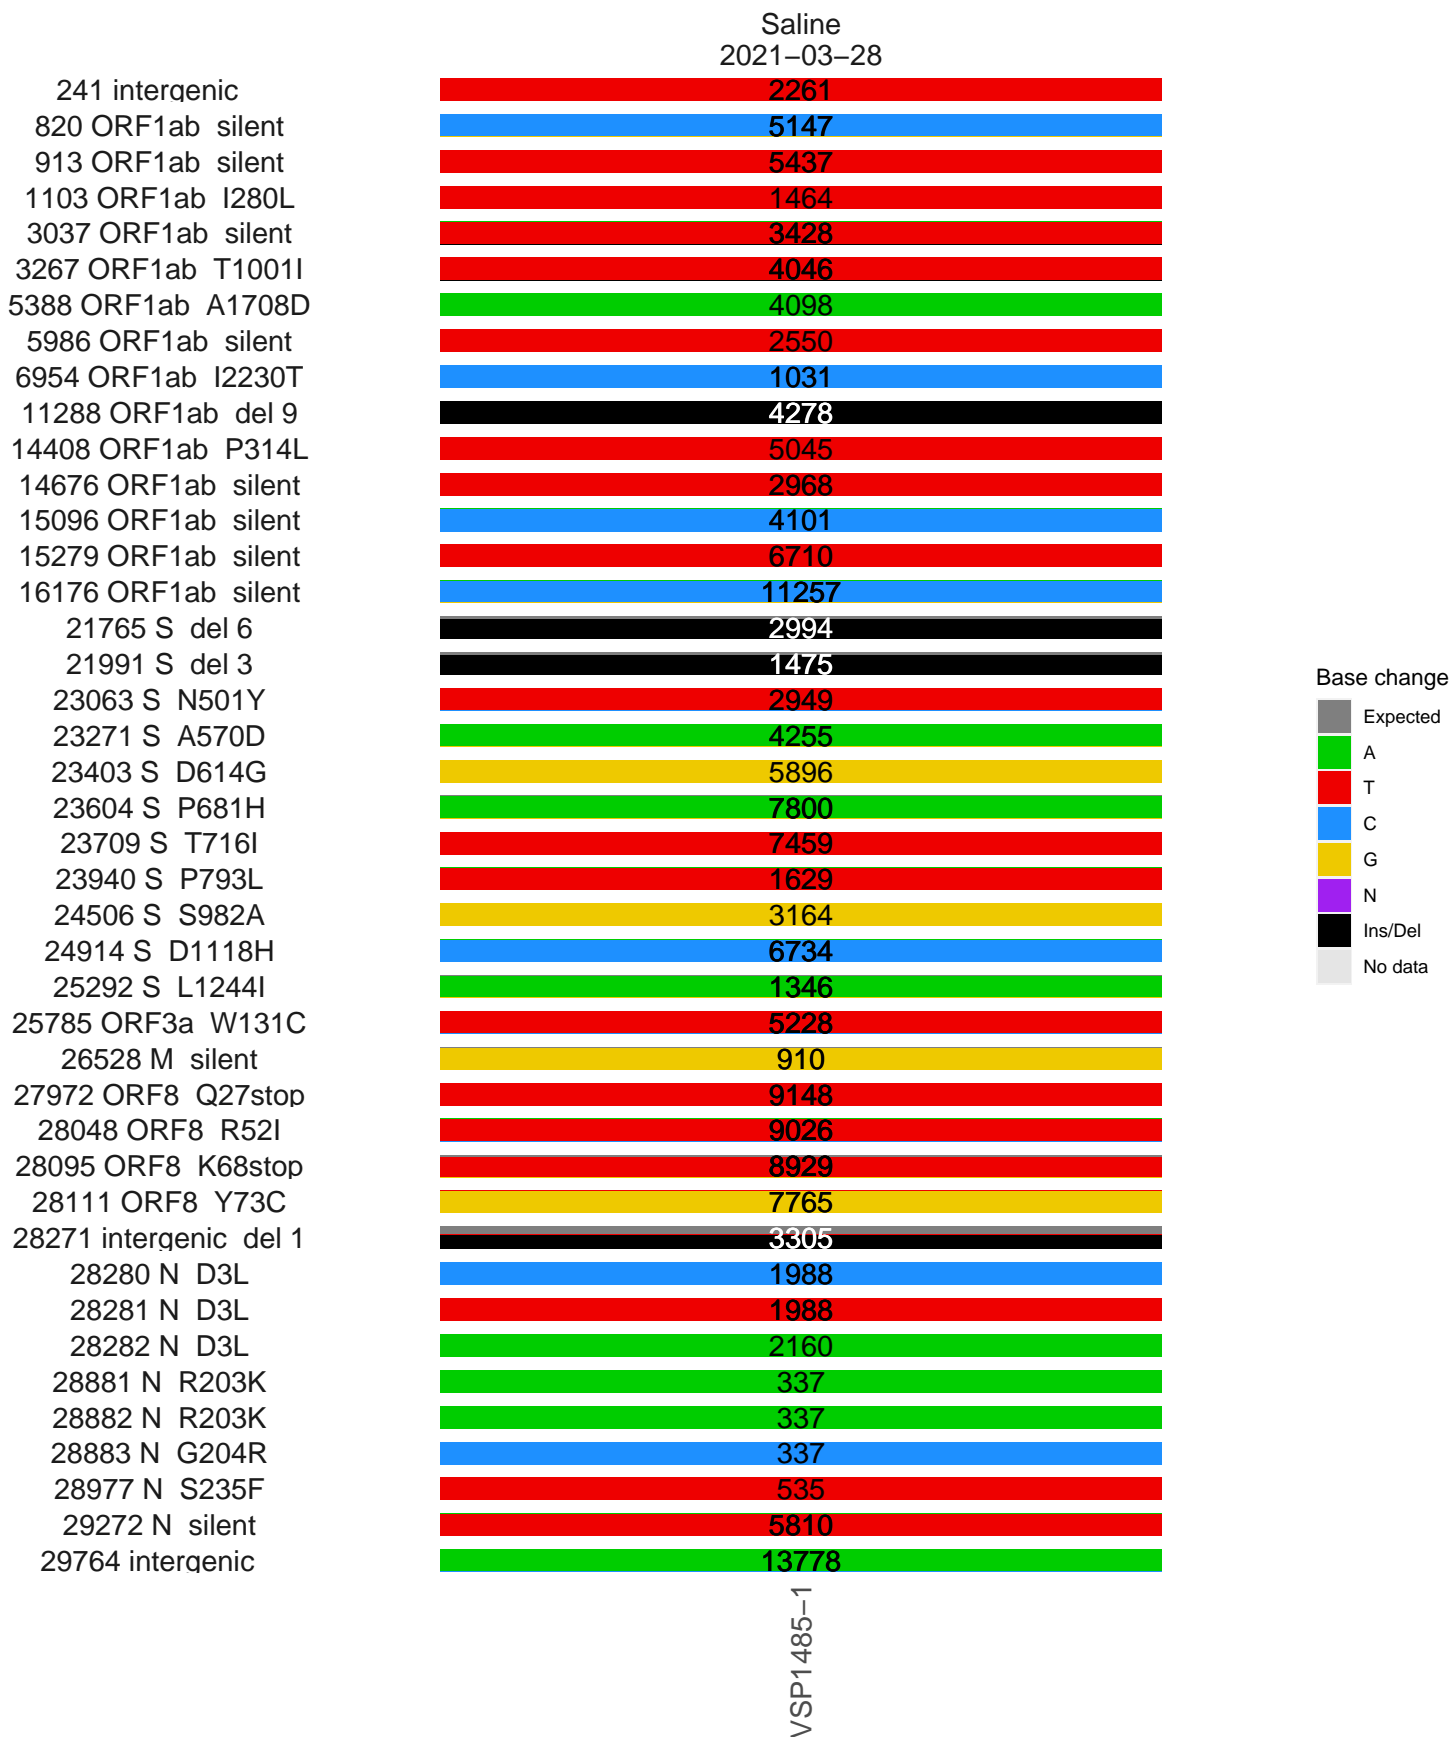 Saline
2021−03−28
241 intergenic 2261
820 ORF1ab silent 5147
913 ORF1ab silent 5437
1103 ORF1ab I280L 1464
3037 ORF1ab silent 3428
3267 ORF1ab T1001I 4046
5388 ORF1ab A1708D 4098
5986 ORF1ab silent 2550
6954 ORF1ab I2230T 1031
11288 ORF1ab del 9 4278
14408 ORF1ab P314L 5045
14676 ORF1ab silent 2968
15096 ORF1ab silent 4101
15279 ORF1ab silent 6710
16176 ORF1ab silent 11257
21765 S del 6 2994
21991 S del 3 1475
23063 S N501Y 2949
23271 S A570D 4255
23403 S D614G 5896
23604 S P681H 7800
23709 S T716I 7459
23940 S P793L 1629
24506 S S982A 3164
24914 S D1118H 6734
25292 S L1244I 1346
25785 ORF3a W131C 5228
26528 M silent 910
27972 ORF8 Q27stop 9148
28048 ORF8 R52I 9026
28095 ORF8 K68stop 8929
28111 ORF8 Y73C 7765
28271 intergenic del 1 3305
28280 N D3L 1988
28281 N D3L 1988
28282 N D3L 2160
28881 N R203K 337
28882 N R203K 337
28883 N G204R 337
28977 N S235F 535
29272 N silent 5810
29764 intergenic 13778
VSP1485−1
Base change
Expected
A
T
C
G
N
Ins/Del
No data